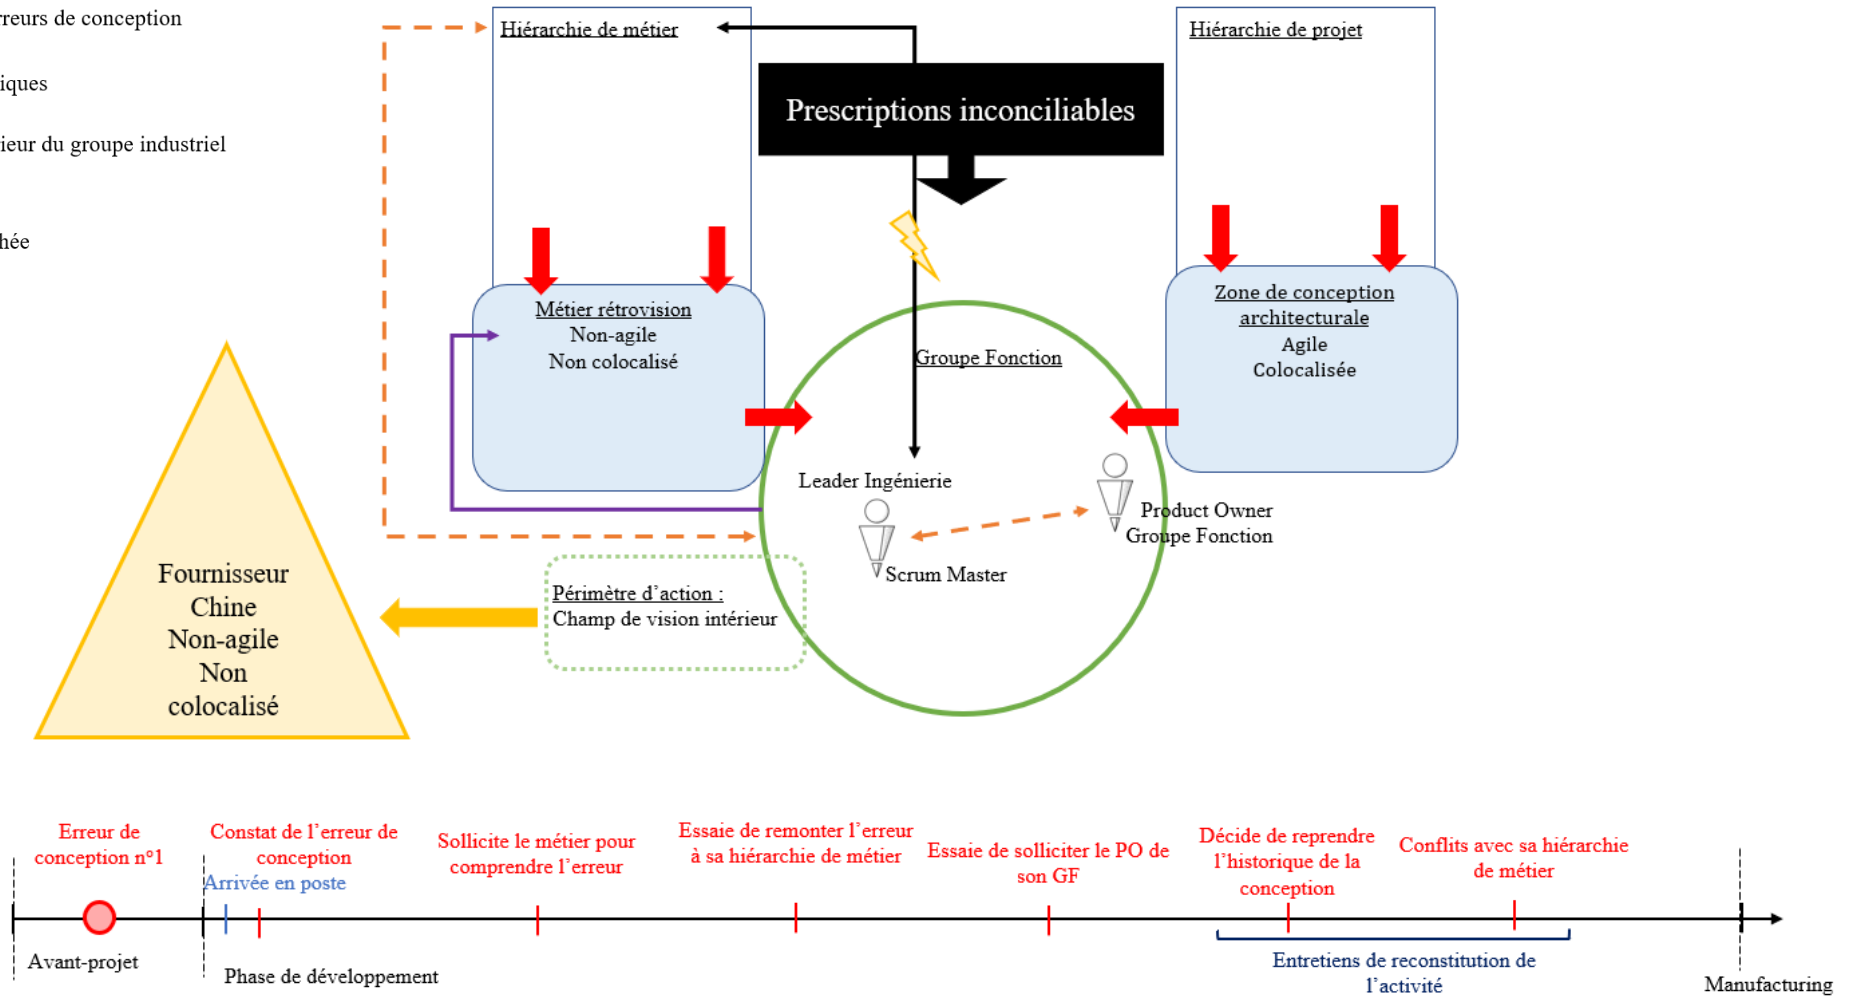 rreurs de conception
iques
rieur du groupe industriel
hée
Hiérarchie de métier
Prescriptions inconciliables
Hiérarchie de projet
Métier rétrovision
Non-agile
Non colocalisé
Groupe Fonction
Zone de conception
architecturale
Agile
Colocalisée
Leader Ingénierie
Scrum Master
Product Owner
Groupe Fonction
Périmètre d’action :
Champ de vision intérieur
Fournisseur
Chine
Non-agile
Non
colocalisé
Erreur de
conception n°1
Constat de l’erreur de
conception
Arrivée en poste
Sollicite le métier pour
comprendre l’erreur
Essaie de remonter l’erreur
à sa hiérarchie de métier
Essaie de solliciter le PO de
son GF
Décide de reprendre
l’historique de la
conception
Conflits avec sa hiérarchie
de métier
Avant-projet
Phase de développement
Entretiens de reconstitution de
l’activité
Manufacturing